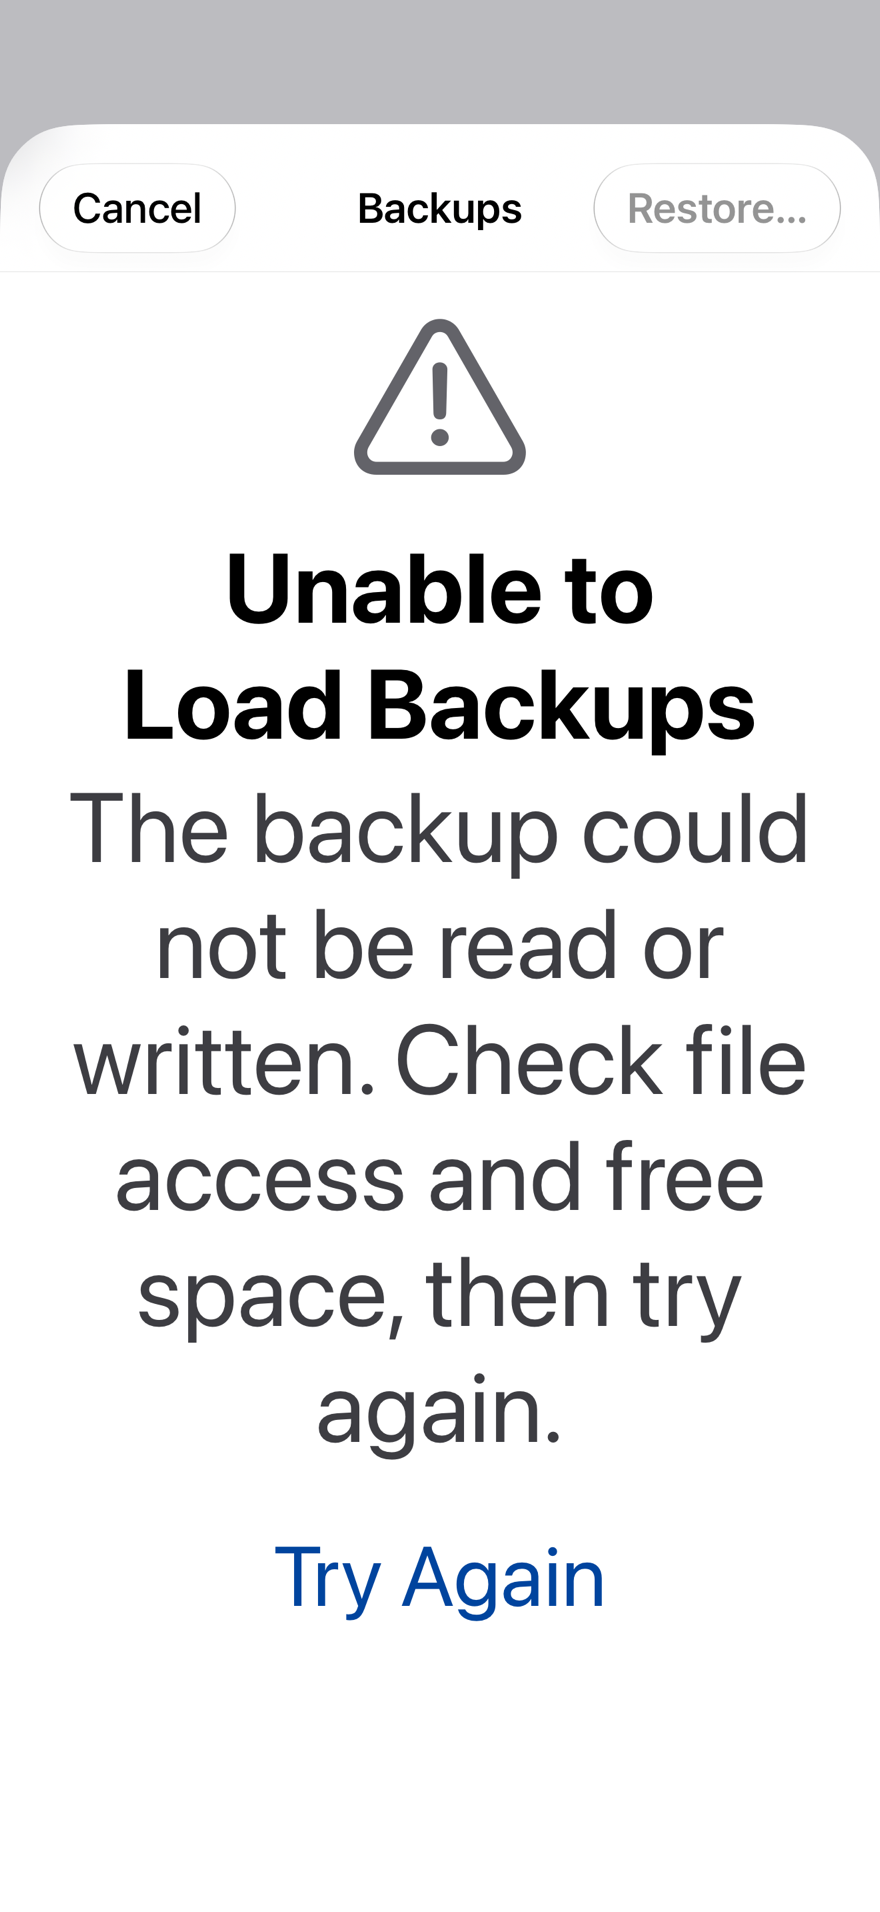 Cancel
Backups
Restore...
Unable to
Load Backups
The backup could
not be read or
written. Check file
access and free
space, then try
again.
Try Again